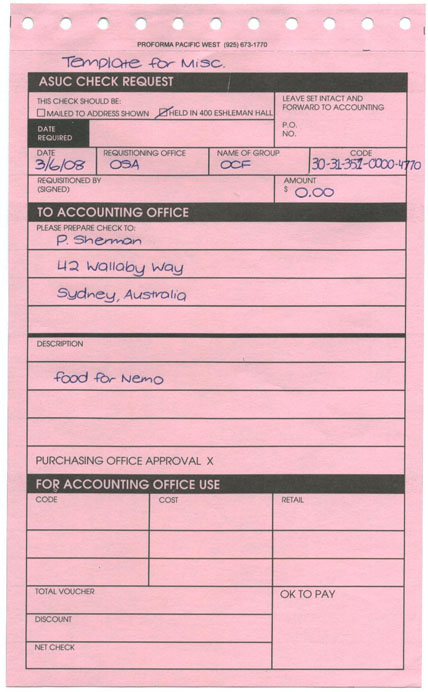 PROFORMA PACIFIC WEST (925) 673-1770
Template for Misc.
ASUC CHECK REQUEST
THIS CHECK SHOULD BE:
MAILED TO ADDRESS SHOWN HELD IN 400 ESHLEMAN HALL
LEAVE SET INTACT AND
FORWARD TO ACCOUNTING
DATE
REQUIRED
P.O.
NO.
DATE REQUISTIONING OFFICE NAME OF GROUP CODE
3/6/08 OSA OCF 30-31-351-0000-4770
REQUISITIONED BY
(SIGNED)
AMOUNT
$ 0.00
TO ACCOUNTING OFFICE
PLEASE PREPARE CHECK TO:
P. Sherman
42 Wallaby Way
Sydney, Australia
DESCRIPTION
food for Nemo
PURCHASING OFFICE APPROVAL X
FOR ACCOUNTING OFFICE USE
CODE COST RETAIL
TOTAL VOUCHER
OK TO PAY
DISCOUNT
NET CHECK